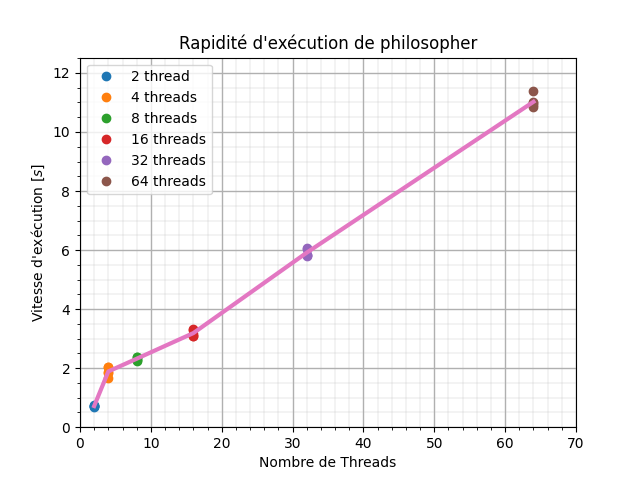 Rapidité d'exécution de philosopher
2 thread
4 threads
8 threads
16 threads
32 threads
64 threads
12
10
8
6
4
2
0
Vitesse d'exécution [s]
0 10 20 30 40 50 60 70
Nombre de Threads